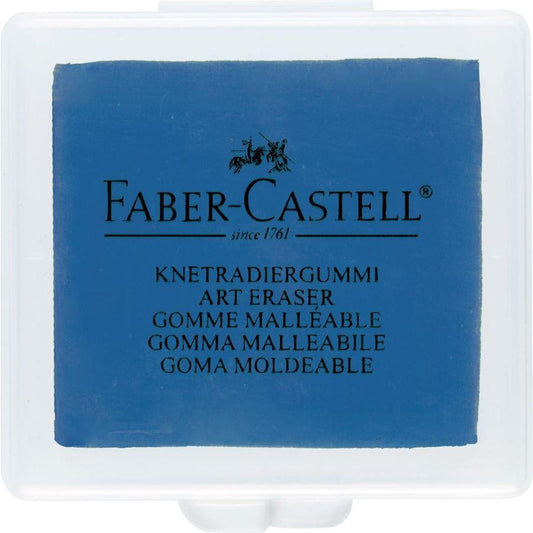 FABER-CASTELL®
since 1761
KNETRADIERGUMMI
ART ERASER
GOMME MALLÉABLE
GOMMA MALLEABILE
GOMA MOLDEABLE